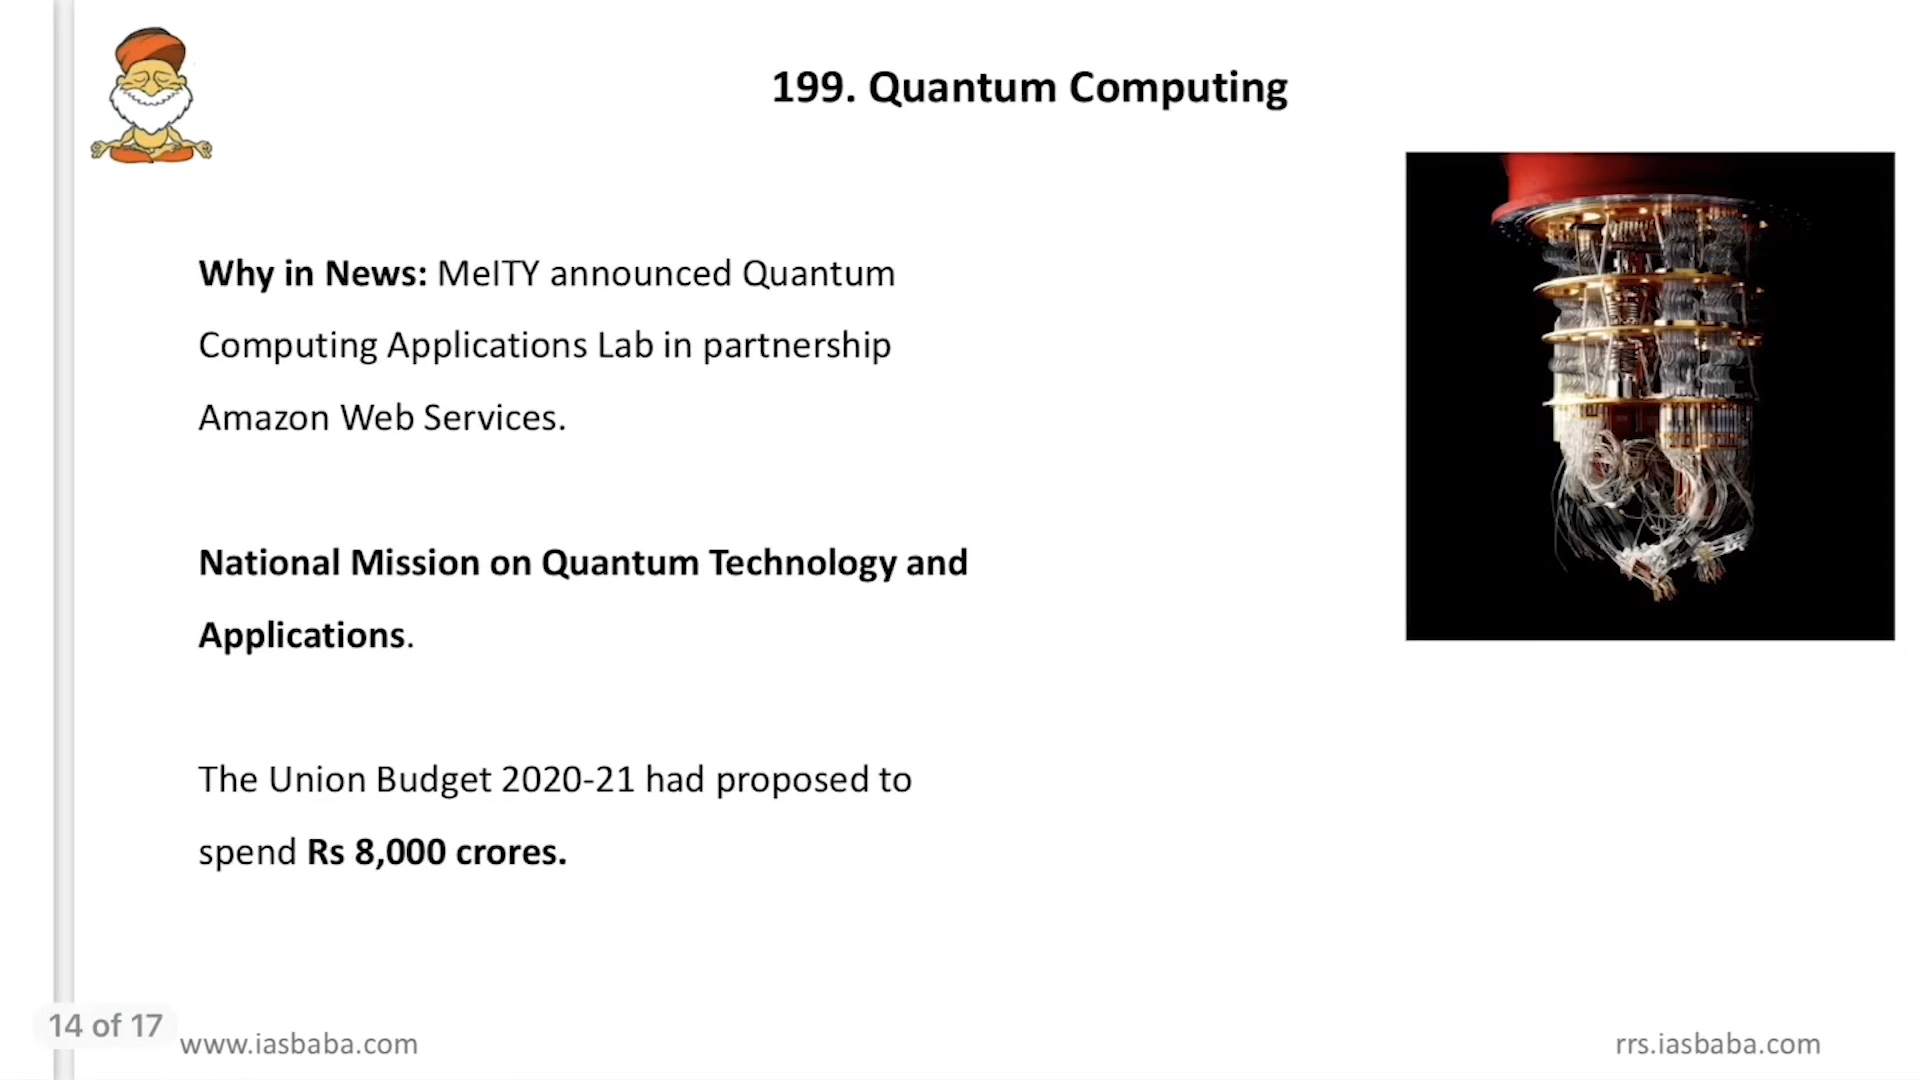 199. Quantum Computing
Why in News: MeITY announced Quantum
Computing Applications Lab in partnership
Amazon Web Services.
National Mission on Quantum Technology and
Applications.
The Union Budget 2020-21 had proposed to
spend Rs 8,000 crores.
14 of 17
www.iasbaba.com
rrs.iasbaba.com